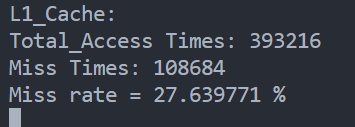 L1_Cache:
Total_Access Times: 393216
Miss Times: 108684
Miss rate = 27.639771 %